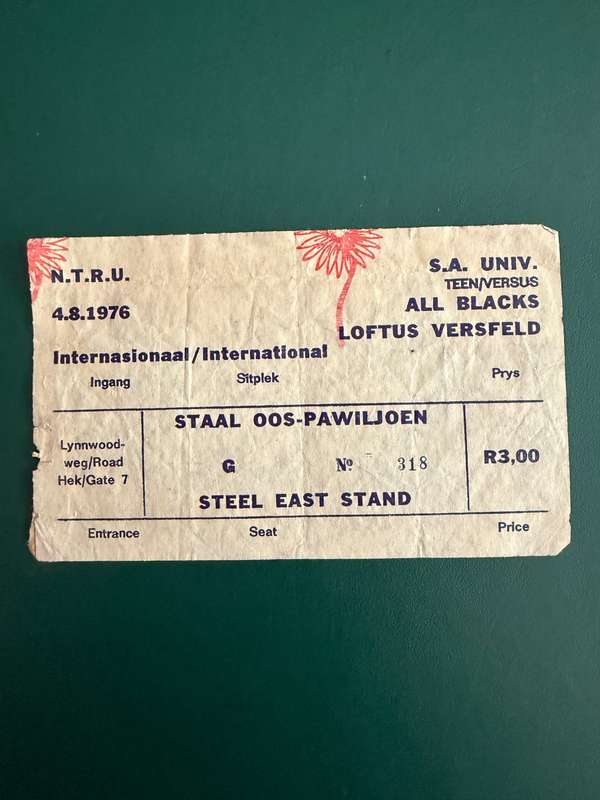 N.T.R.U.
S.A. UNIV.
TEEN/VERSUS
4.8.1976
ALL BLACKS
LOFTUS VERSFELD
Internasionaal/International
Ingang
Sitplek
Prys
STAAL OOS-PAWILJOEN
Lynnwood-
weg/Road
Hek/Gate 7
G
№ 318
R3,00
STEEL EAST STAND
Entrance
Seat
Price